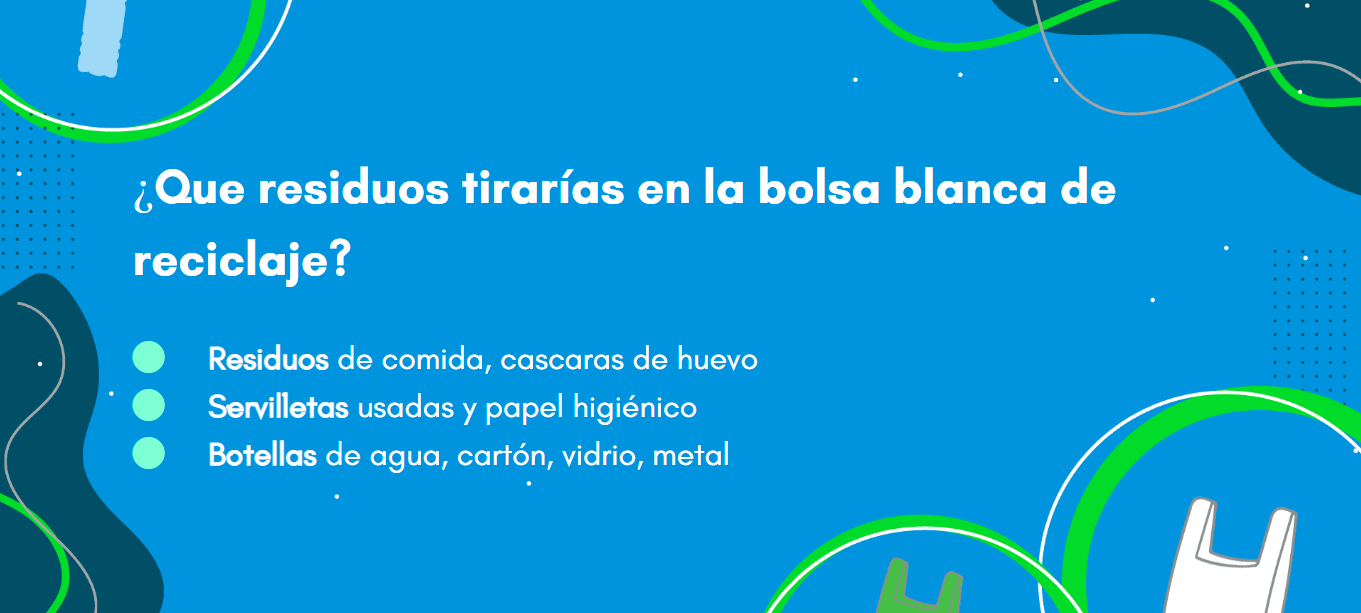 ¿Que residuos tirarías en la bolsa blanca de
reciclaje?
Residuos de comida, cascaras de huevo
Servilletas usadas y papel higiénico
Botellas de agua, cartón, vidrio, metal